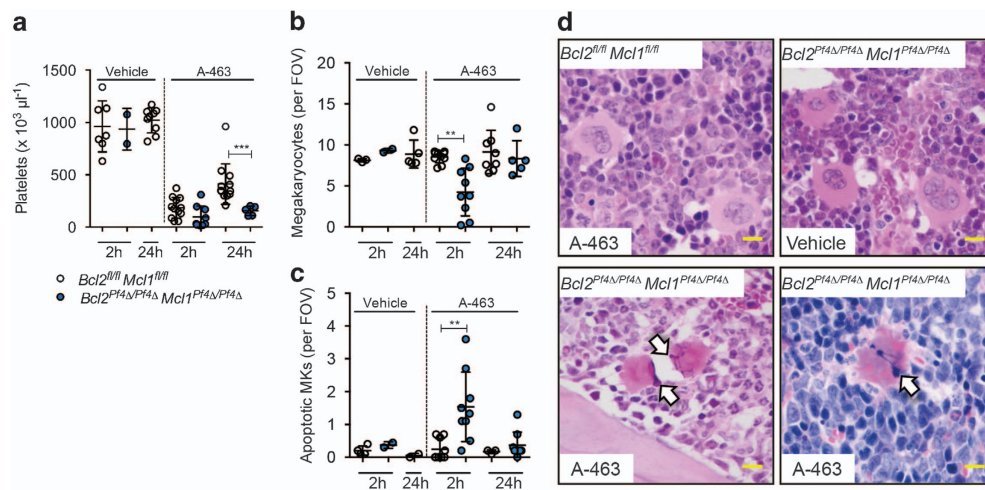 a
Platelets (x 10³ µl⁻¹)
1500
1000
500
0
Vehicle
A-463
***
2h
24h
2h
24h
Bcl2fl/fl Mcl1fl/fl
Bcl2Pf4Δ/Pf4Δ Mcl1Pf4Δ/Pf4Δ
b
Megakaryocytes (per FOV)
20
15
10
5
0
Vehicle
A-463
**
2h
24h
2h
24h
c
Apoptotic MKs (per FOV)
5
4
3
2
1
0
Vehicle
A-463
**
2h
24h
2h
24h
d
Bcl2fl/fl Mcl1fl/fl
A-463
Bcl2Pf4Δ/Pf4Δ Mcl1Pf4Δ/Pf4Δ
Vehicle
Bcl2Pf4Δ/Pf4Δ Mcl1Pf4Δ/Pf4Δ
A-463
Bcl2Pf4Δ/Pf4Δ Mcl1Pf4Δ/Pf4Δ
A-463